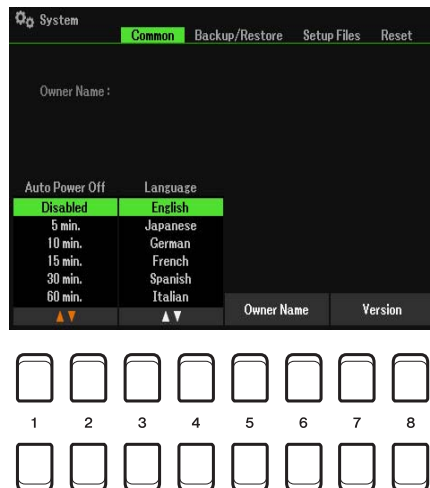 System
Common Backup/Restore Setup Files Reset
Owner Name :
Auto Power Off Language
Disabled English
5 min. Japanese
10 min. German
15 min. French
30 min. Spanish
60 min. Italian
Owner Name Version
1 2 3 4 5 6 7 8